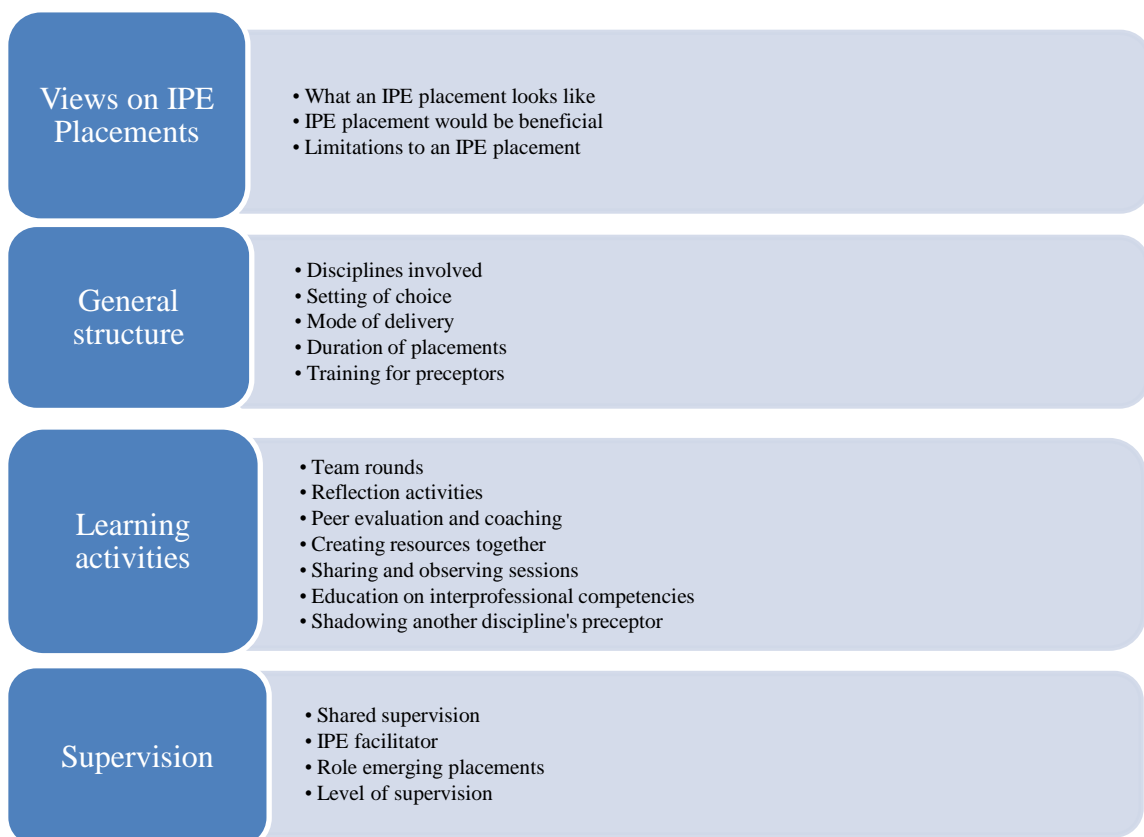 Views on IPE
Placements
• What an IPE placement looks like
• IPE placement would be beneficial
• Limitations to an IPE placement
General
structure
• Disciplines involved
• Setting of choice
• Mode of delivery
• Duration of placements
• Training for preceptors
Learning
activities
• Team rounds
• Reflection activities
• Peer evaluation and coaching
• Creating resources together
• Sharing and observing sessions
• Education on interprofessional competencies
• Shadowing another discipline's preceptor
Supervision
• Shared supervision
• IPE facilitator
• Role emerging placements
• Level of supervision